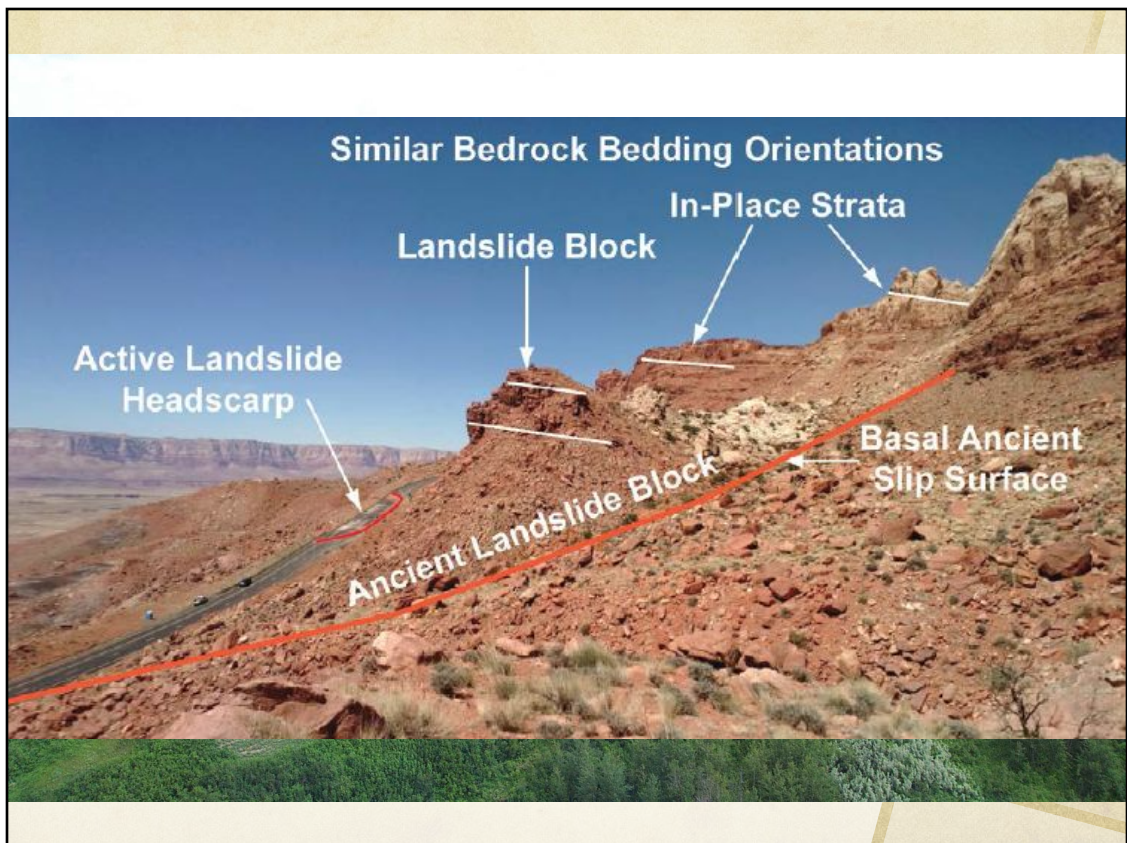 Similar Bedrock Bedding Orientations
In-Place Strata
Landslide Block
Active Landslide
Headscarp
Basal Ancient
Slip Surface
Ancient Landslide Block